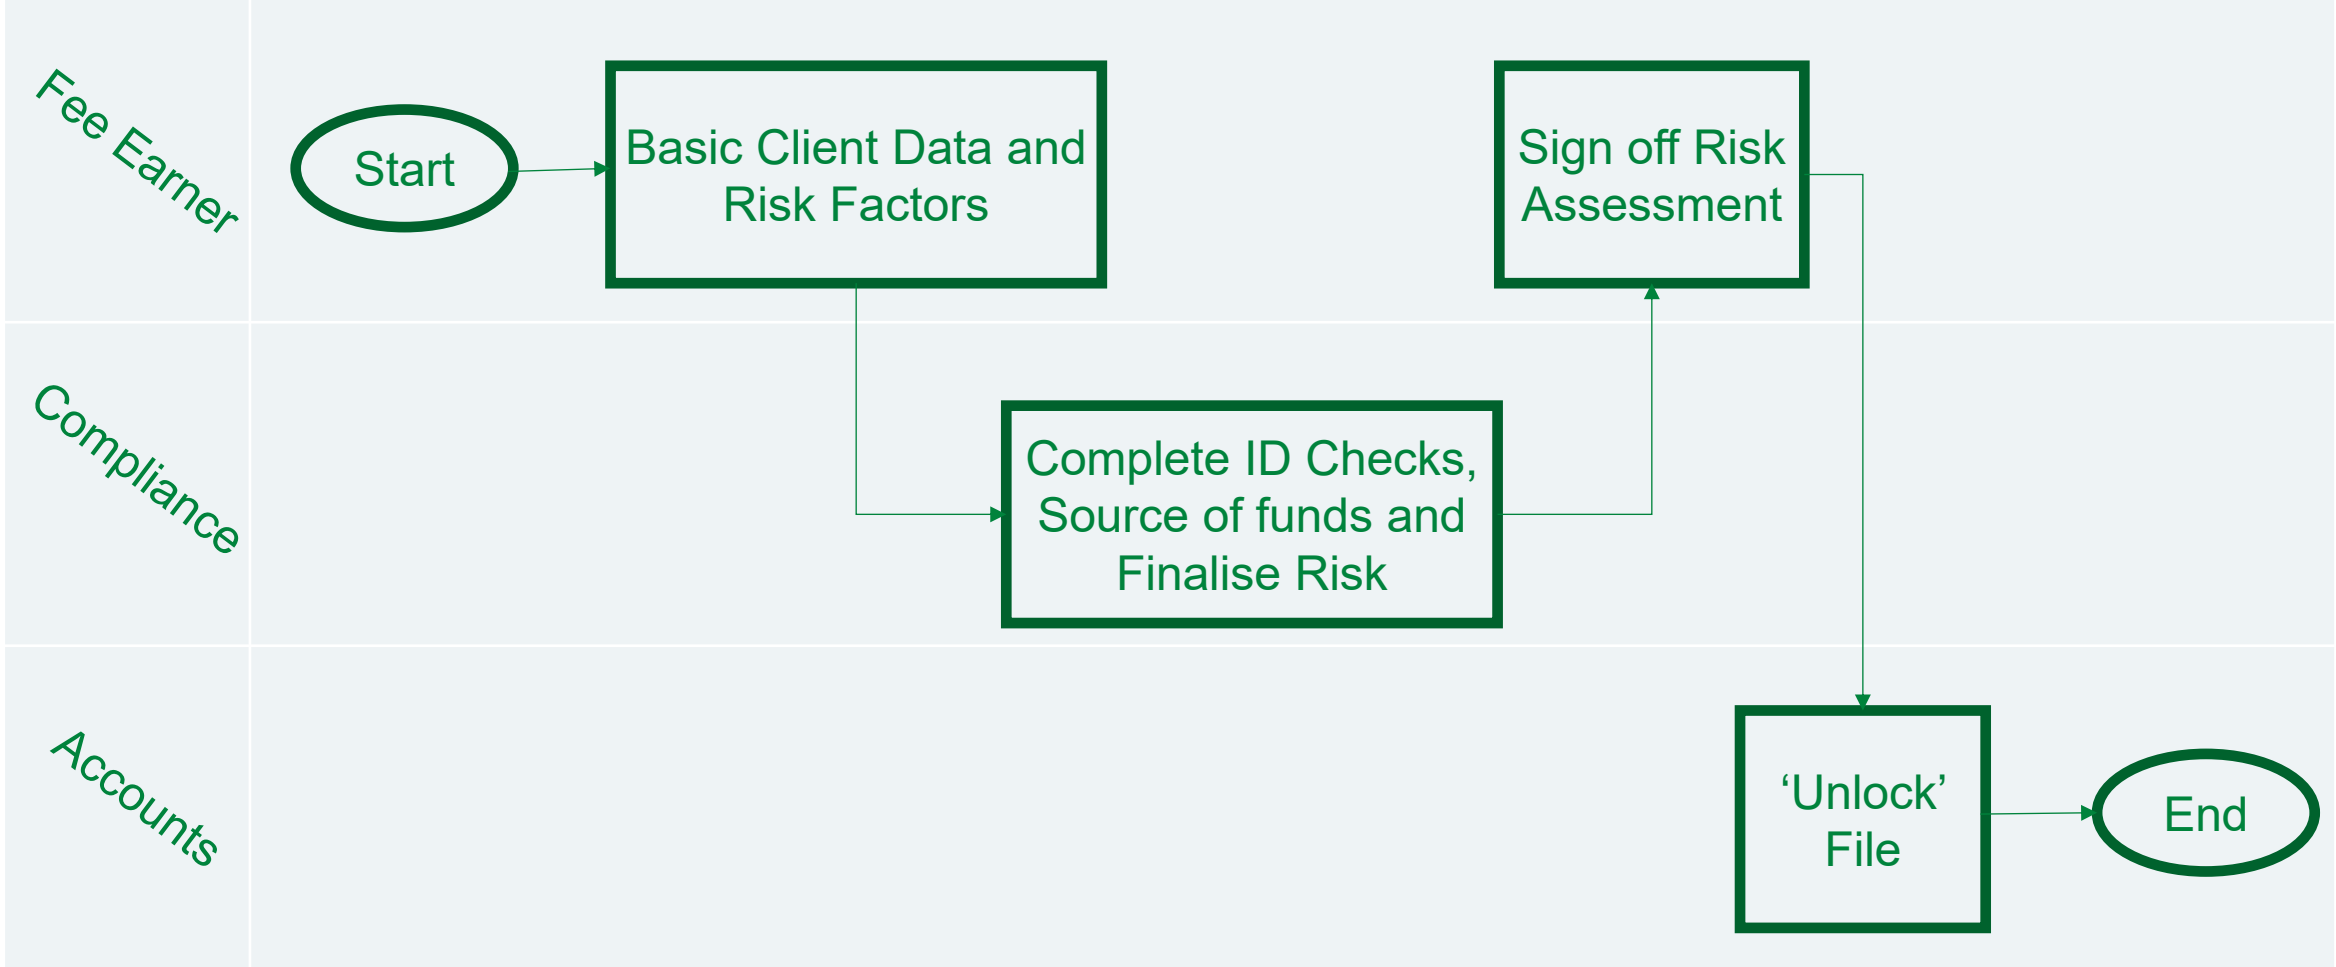 Fee Earner
Start
Basic Client Data and
Risk Factors
Sign off Risk
Assessment
Compliance
Complete ID Checks,
Source of funds and
Finalise Risk
Accounts
‘Unlock’
File
End